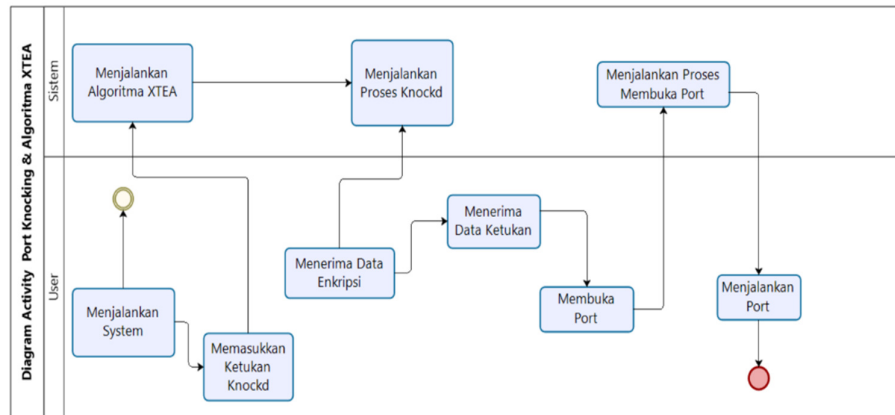 Diagram Activity Port Knocking & Algoritma XTEA
Sistem
Menjalankan
Algoritma XTEA
Menjalankan
Proses Knockd
Menjalankan Proses
Membuka Port
User
Menjalankan
System
Memasukkan
Ketukan
Knockd
Menerima Data
Enkripsi
Menerima
Data Ketukan
Membuka
Port
Menjalankan
Port